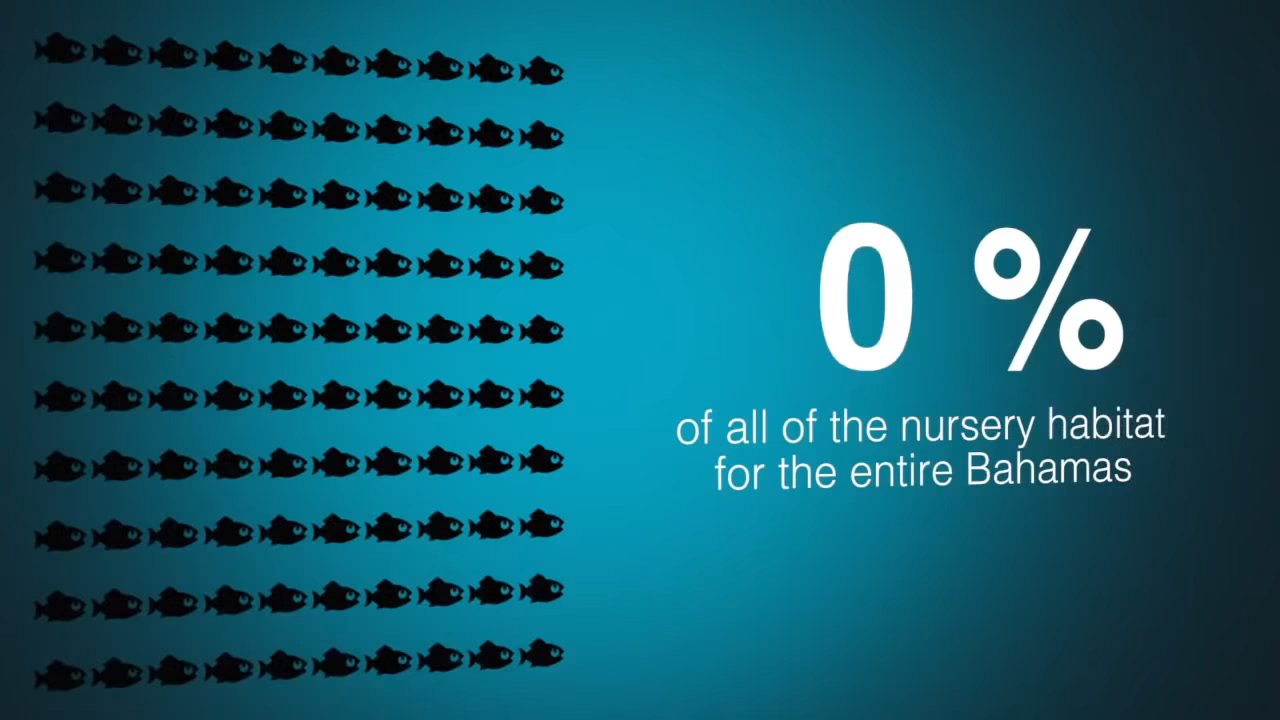 0 %
of all of the nursery habitat
for the entire Bahamas